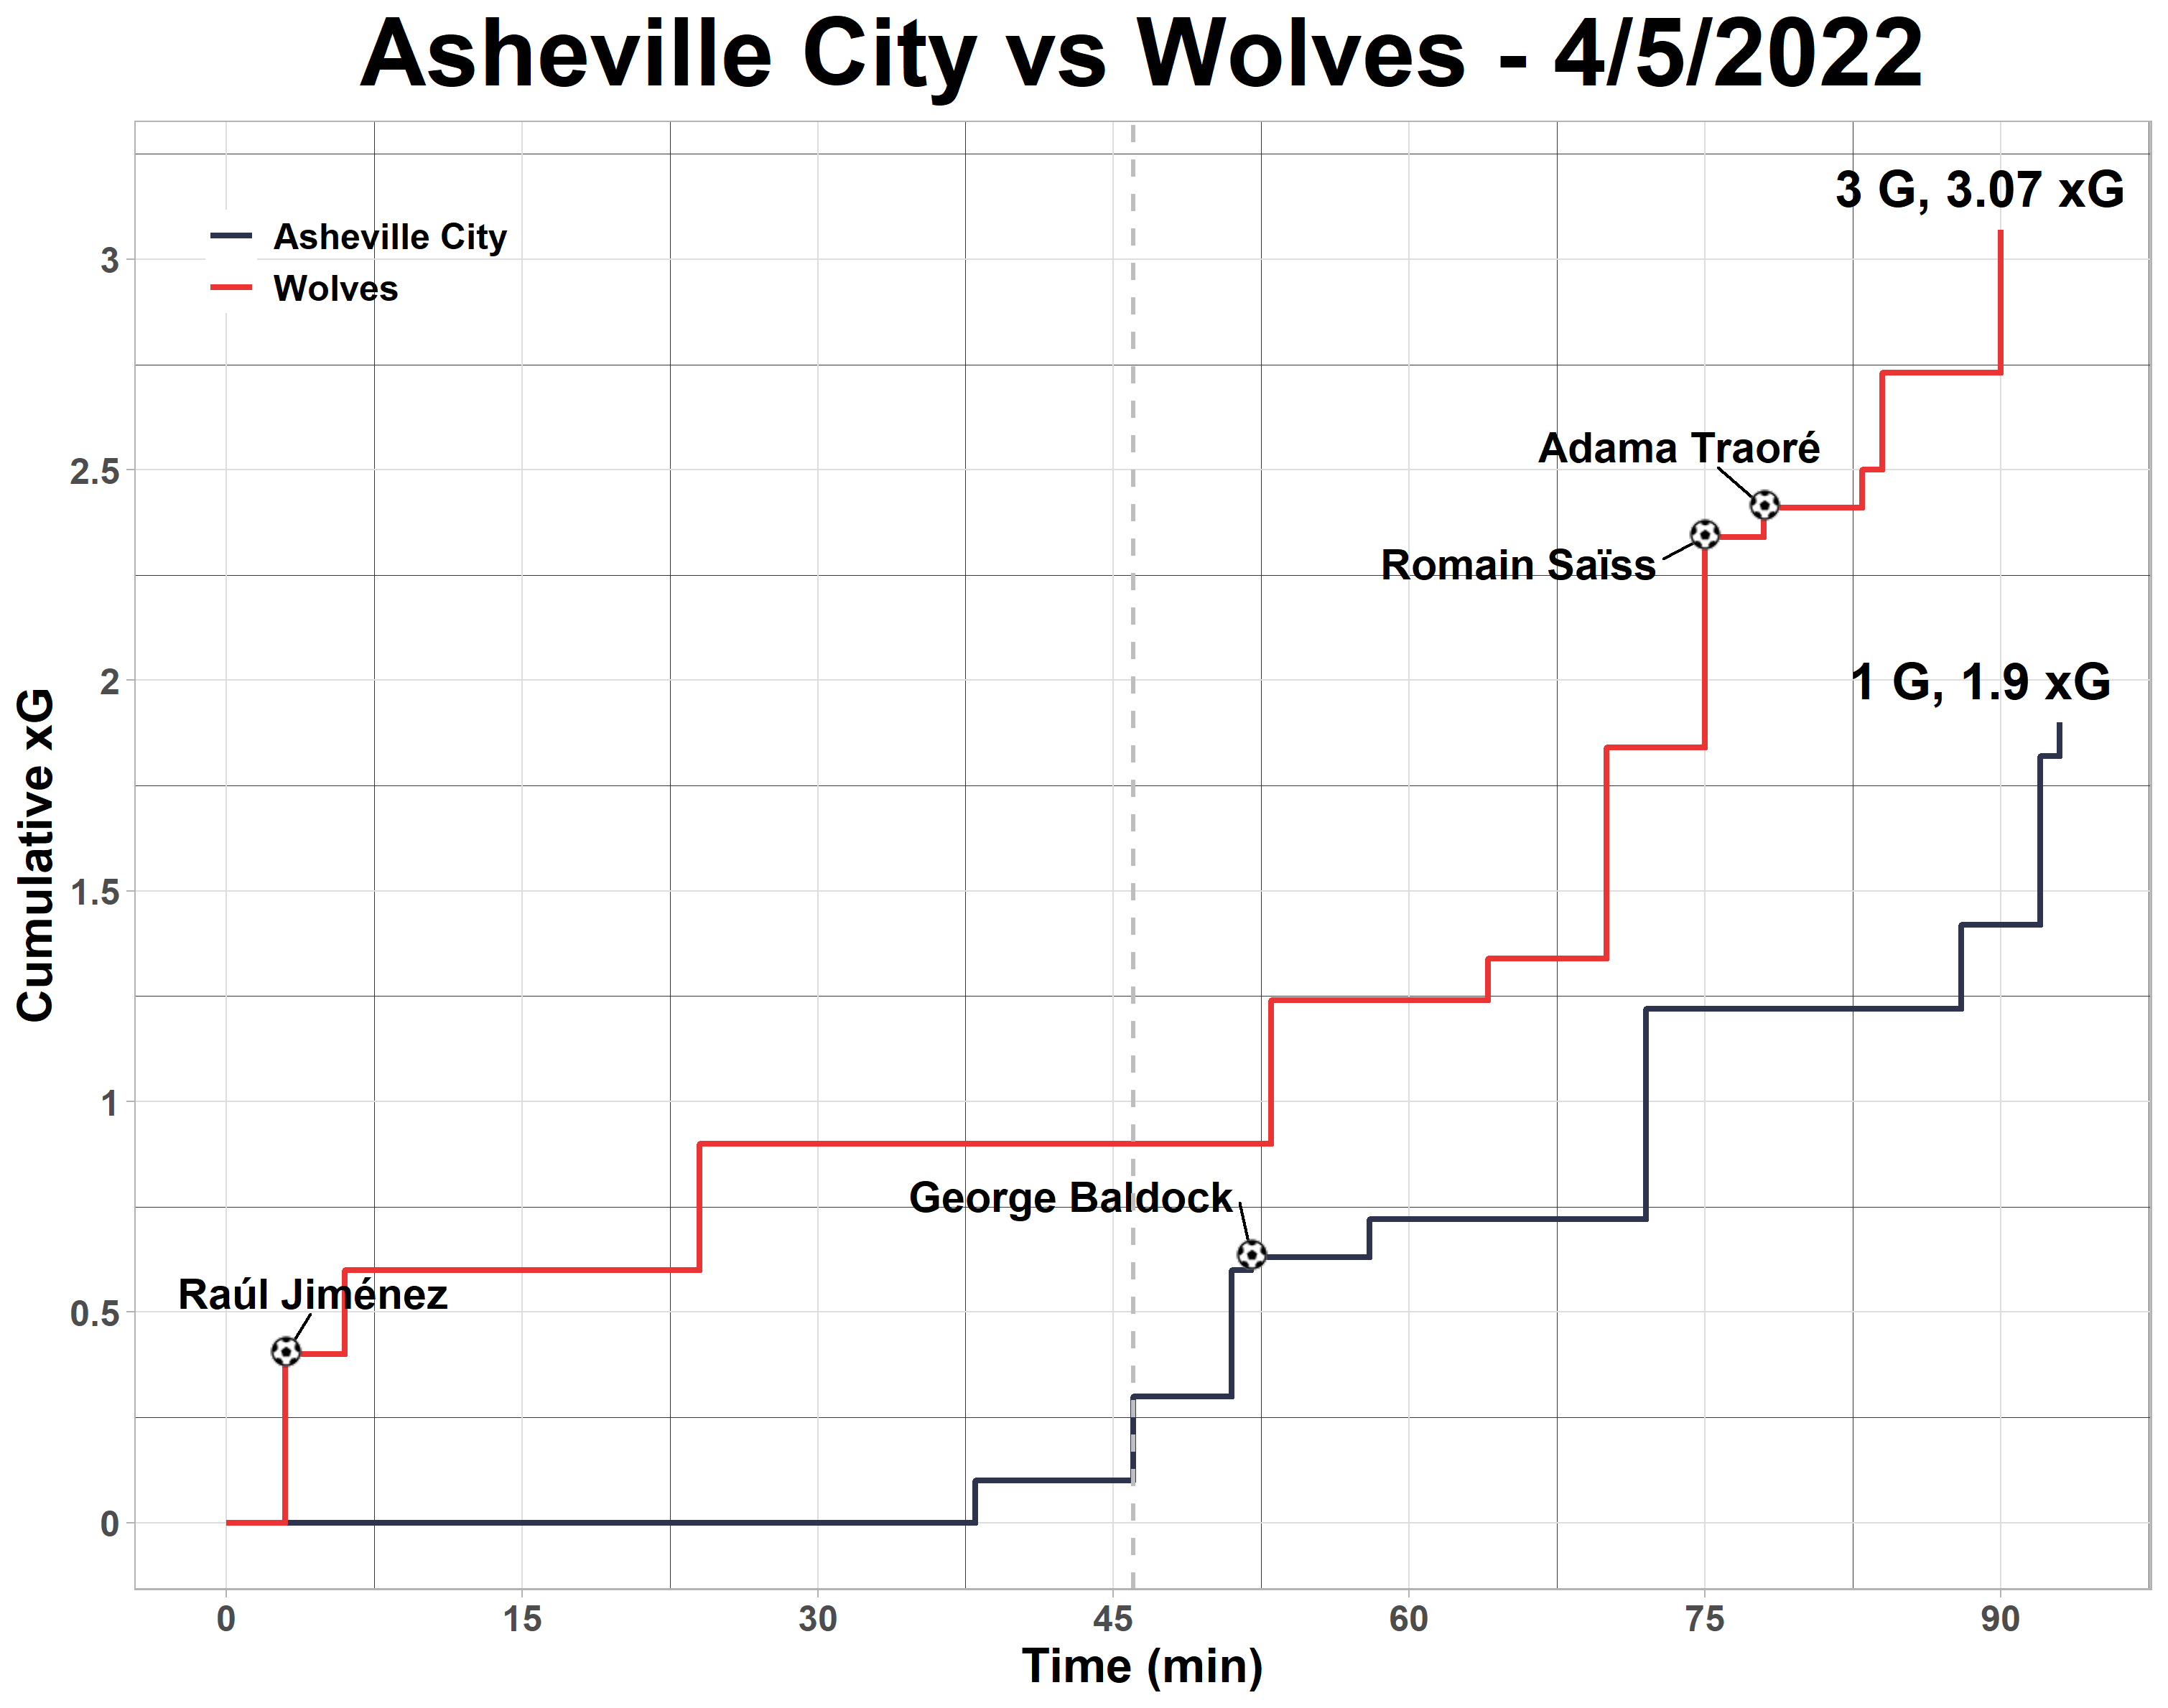 Asheville City vs Wolves - 4/5/2022
3 G, 3.07 xG
Asheville City
Wolves
3
Adama Traoré
2.5
Romain Saïss
2
1 G, 1.9 xG
Cumulative xG
1.5
1
George Baldock
Raúl Jiménez
0.5
0
0 15 30 45 60 75 90
Time (min)